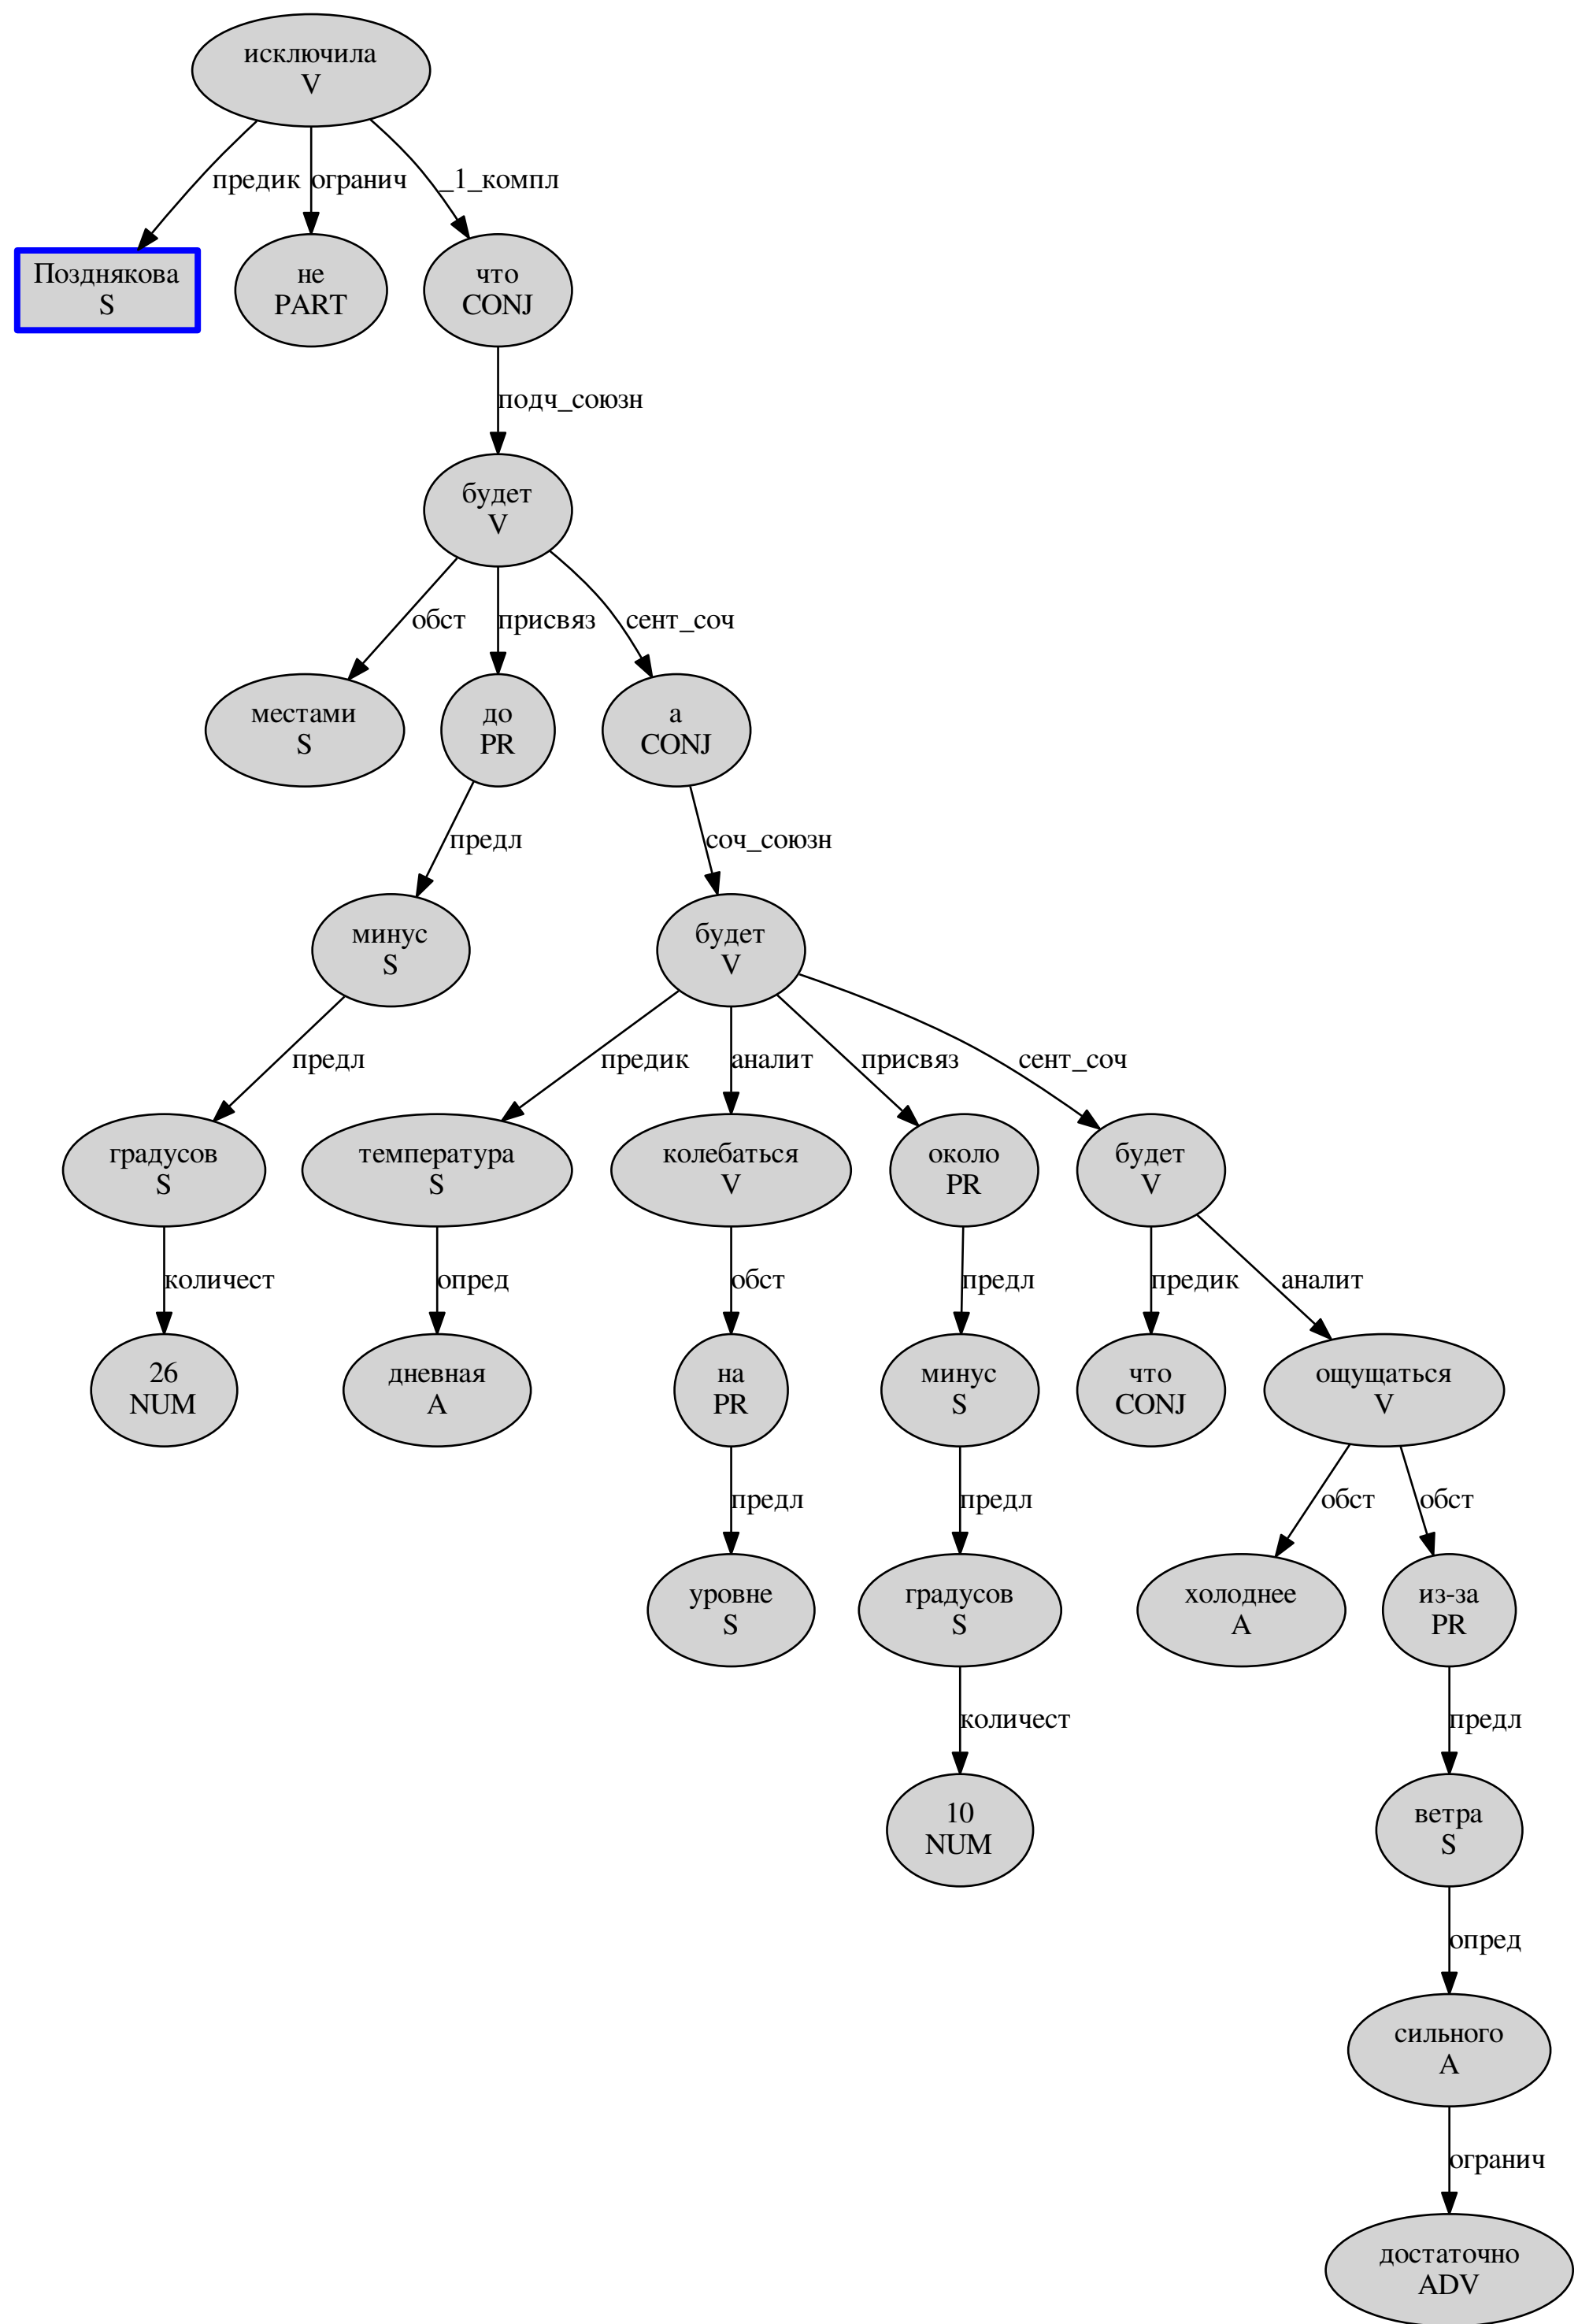 исключила
V
предик огранич _1_компл
Позднякова
S
не
PART
что
CONJ
подч_союзн
будет
V
обст присвяз сент_соч
местами
S
до
PR
а
CONJ
предл соч_союзн
минус
S
будет
V
предл предик аналит присвяз сент_соч
градусов
S
температура
S
колебаться
V
около
PR
будет
V
количест опред обст предл предик аналит
26
NUM
дневная
A
на
PR
минус
S
что
CONJ
ощущаться
V
предл предл обст обст
уровне
S
градусов
S
холоднее
A
из-за
PR
количест предл
10
NUM
ветра
S
опред
сильного
A
огранич
достаточно
ADV